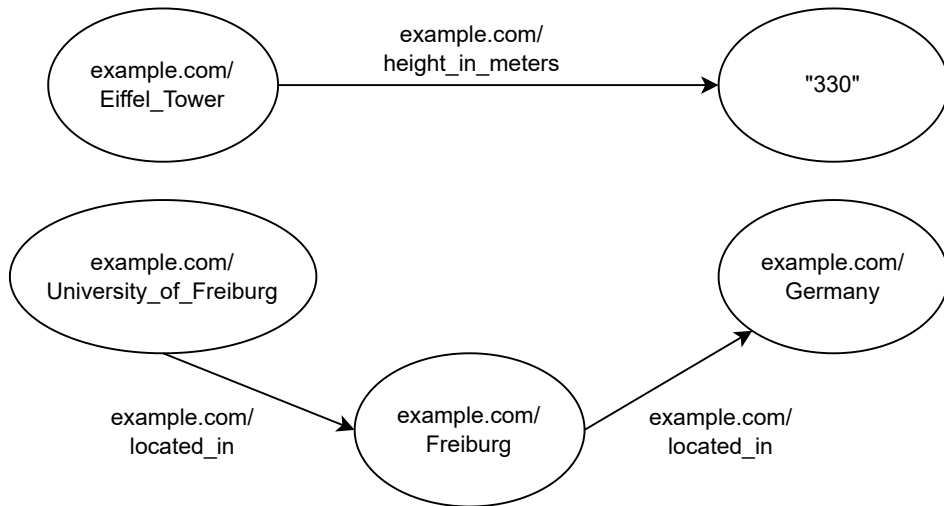 example.com/
Eiffel_Tower
example.com/
height_in_meters
"330"
example.com/
University_of_Freiburg
example.com/
Germany
example.com/
located_in
example.com/
Freiburg
example.com/
located_in